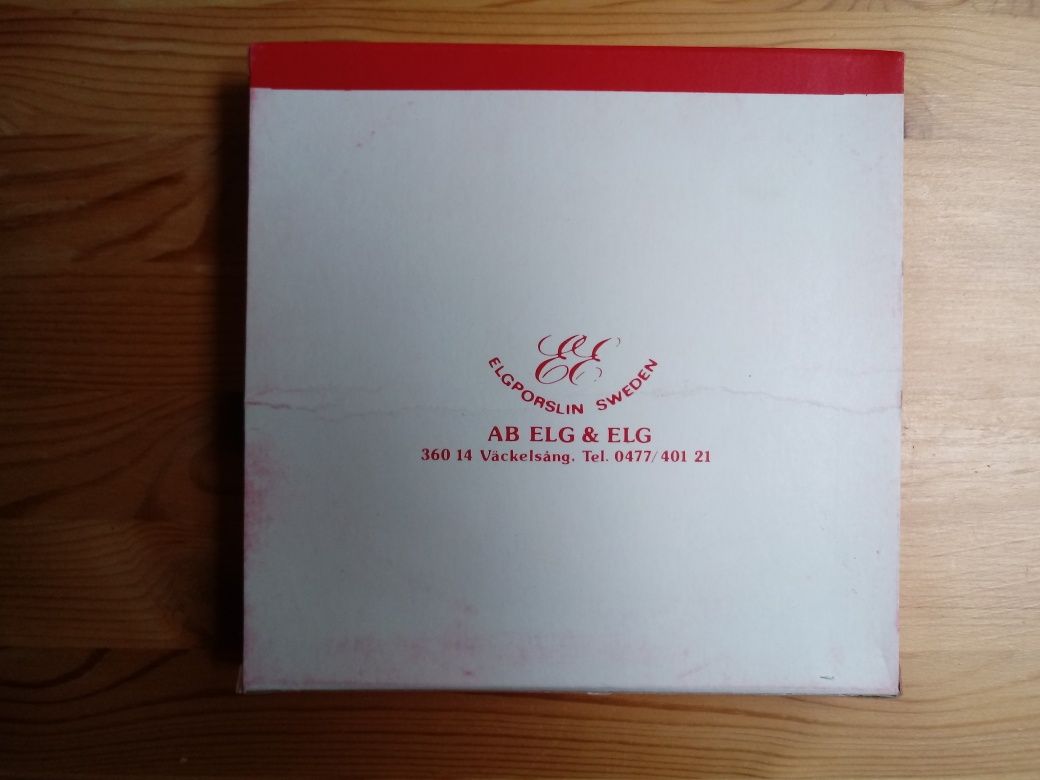 EE
ELGPORSLIN SWEDEN
AB ELG & ELG
360 14 Väckelsång. Tel. 0477/401 21